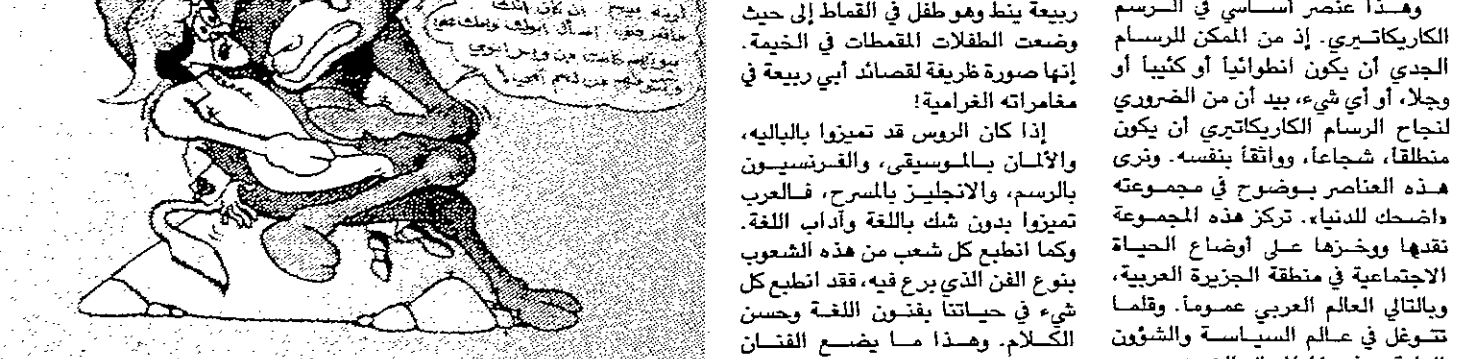 وهذا عنصر أساسي في الرسم
الكاريكاتيري. إذ من الممكن للرسام
الجدي أن يكون انطوائياً أو كئيباً أو
وجلا، أو أي شيء، بيد أن من الضروري
لنجاح الرسام الكاريكاتيري ان يكون
منطلقاً، شجاعاً، وواثقاً بنفسه. ونرى
هذه العناصر بوضوح في مجموعته
«اضحك للدنيا». تركز هذه المجموعة
نقدها ووخزها على أوضاع الحياة
الاجتماعية في منطقة الجزيرة العربية،
وبالتالي العالم العربي عموماً. وقلما
تتوغل في عالم السياسة والشؤون
ربيعة ينط وهو طفل في القماط إلى حيث
وضعت الطفلات المقمطات في الخيمة.
إنها صورة ظريفة لقصائد أبي ربيعة في
مغامراته الغرامية!
إذا كان الروس قد تميزوا بالباليه،
والألمان بالموسيقى، والفرنسيون
بالرسم، والانجليز بالمسرح، فالعرب
تميزوا بدون شك باللغة وآداب اللغة.
وكما انطبع كل شعب من هذه الشعوب
بنوع الفن الذي برع فيه، فقد انطبع كل
شيء في حياتنا بفنون اللغة وحسن
الكلام. وهذا ما يضع الفنان